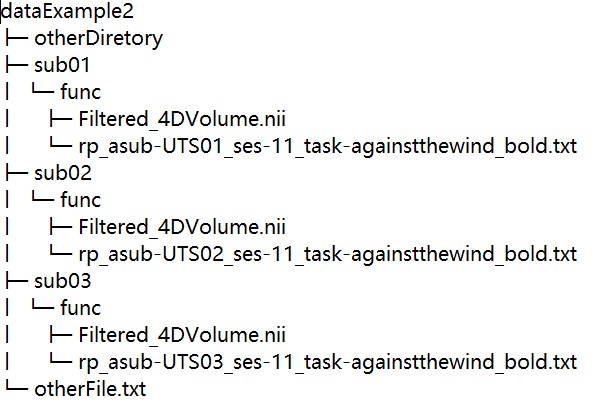 dataExample2
├─ otherDiretory
├─ sub01
│  └─ func
│     ├─ Filtered_4DVolume.nii
│     └─ rp_asub-UTS01_ses-11_task-againstthewind_bold.txt
├─ sub02
│  └─ func
│     ├─ Filtered_4DVolume.nii
│     └─ rp_asub-UTS02_ses-11_task-againstthewind_bold.txt
├─ sub03
│  └─ func
│     ├─ Filtered_4DVolume.nii
│     └─ rp_asub-UTS03_ses-11_task-againstthewind_bold.txt
└─ otherFile.txt